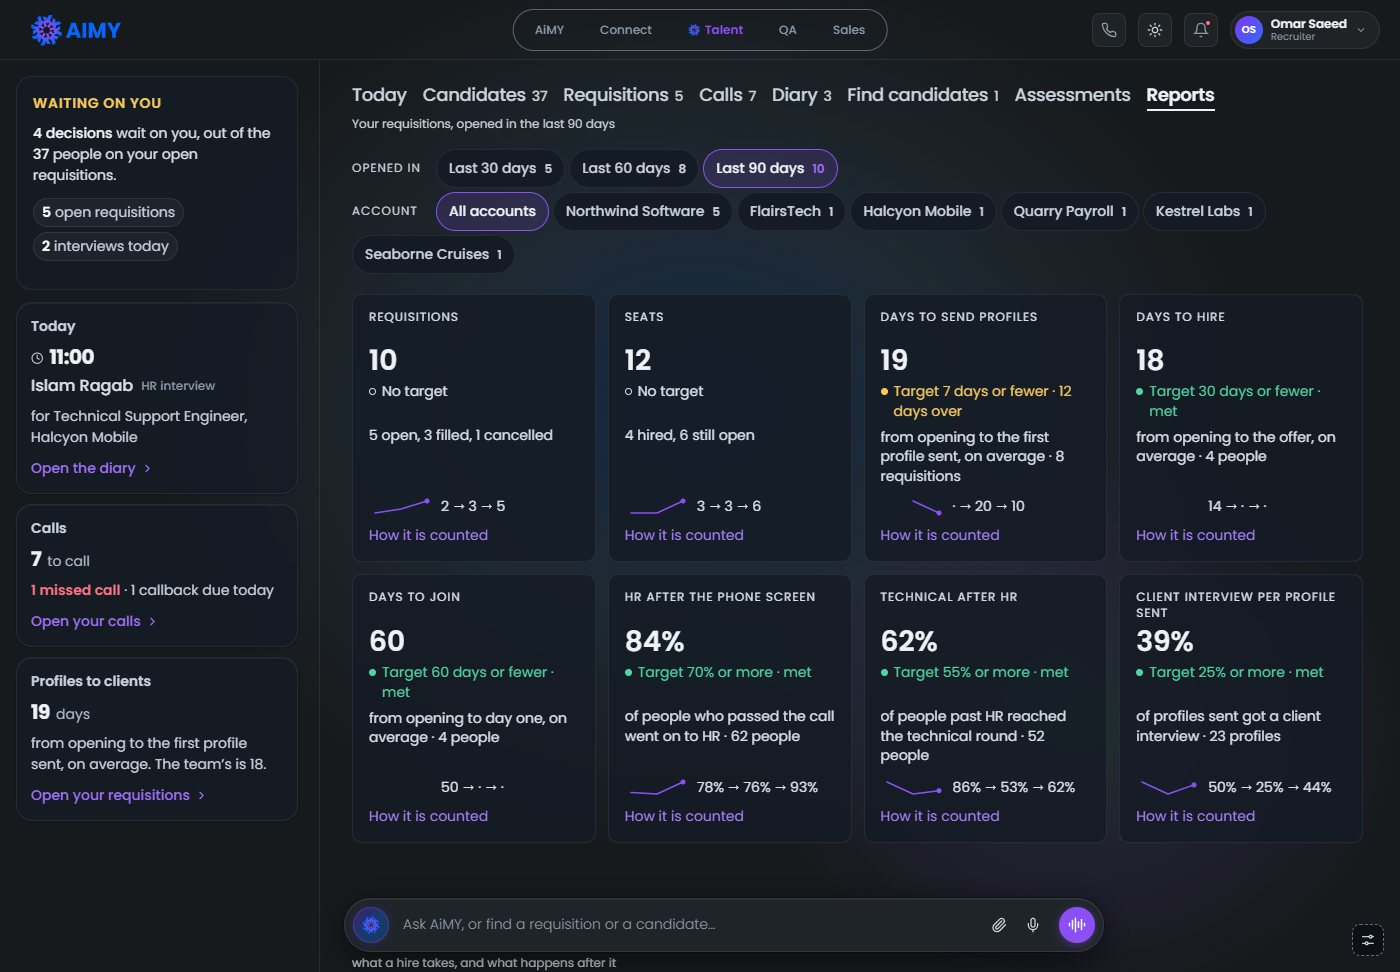 AiMY
AiMY
Connect
Talent
QA
Sales
OS
Omar Saeed
Recruiter
WAITING ON YOU
4 decisions wait on you, out of the
37 people on your open
requisitions.
5 open requisitions
2 interviews today
Today
11:00
Islam Ragab HR interview
for Technical Support Engineer,
Halcyon Mobile
Open the diary
Calls
7 to call
1 missed call · 1 callback due today
Open your calls
Profiles to clients
19 days
from opening to the first profile
sent, on average. The team's is 18.
Open your requisitions
Today Candidates 37 Requisitions 5 Calls 7 Diary 3 Find candidates 1 Assessments Reports
Your requisitions, opened in the last 90 days
OPENED IN Last 30 days 5 Last 60 days 8 Last 90 days 10
ACCOUNT All accounts Northwind Software 5 FlairsTech 1 Halcyon Mobile 1 Quarry Payroll 1 Kestrel Labs 1
Seaborne Cruises 1
REQUISITIONS
10
No target
5 open, 3 filled, 1 cancelled
2 → 3 → 5
How it is counted
SEATS
12
No target
4 hired, 6 still open
3 → 3 → 6
How it is counted
DAYS TO SEND PROFILES
19
Target 7 days or fewer · 12
days over
from opening to the first
profile sent, on average · 8
requisitions
· → 20 → 10
How it is counted
DAYS TO HIRE
18
Target 30 days or fewer ·
met
from opening to the offer, on
average · 4 people
14 → · → ·
How it is counted
DAYS TO JOIN
60
Target 60 days or fewer ·
met
from opening to day one, on
average · 4 people
50 → · → ·
How it is counted
HR AFTER THE PHONE SCREEN
84%
Target 70% or more · met
of people who passed the call
went on to HR · 62 people
78% → 76% → 93%
How it is counted
TECHNICAL AFTER HR
62%
Target 55% or more · met
of people past HR reached
the technical round · 52
people
86% → 53% → 62%
How it is counted
CLIENT INTERVIEW PER PROFILE
SENT
39%
Target 25% or more · met
of profiles sent got a client
interview · 23 profiles
50% → 25% → 44%
How it is counted
Ask AiMY, or find a requisition or a candidate…
what a hire takes, and what happens after it